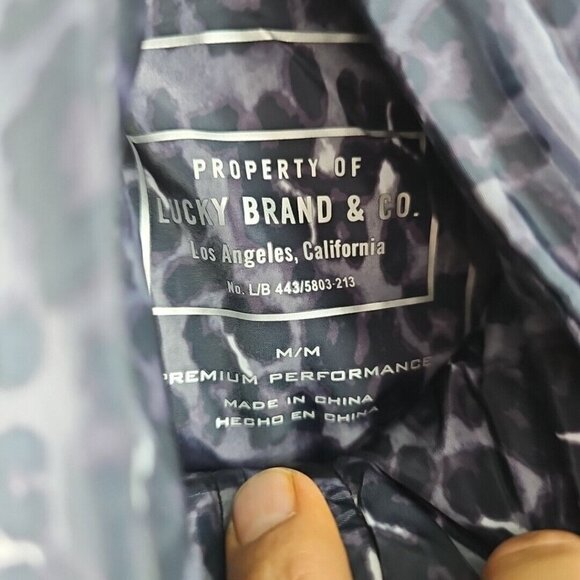 PROPERTY OF
LUCKY BRAND & CO.
Los Angeles, California
No. L/B 443/5803-213
M/M
PREMIUM PERFORMANCE
MADE IN CHINA
HECHO EN CHINA